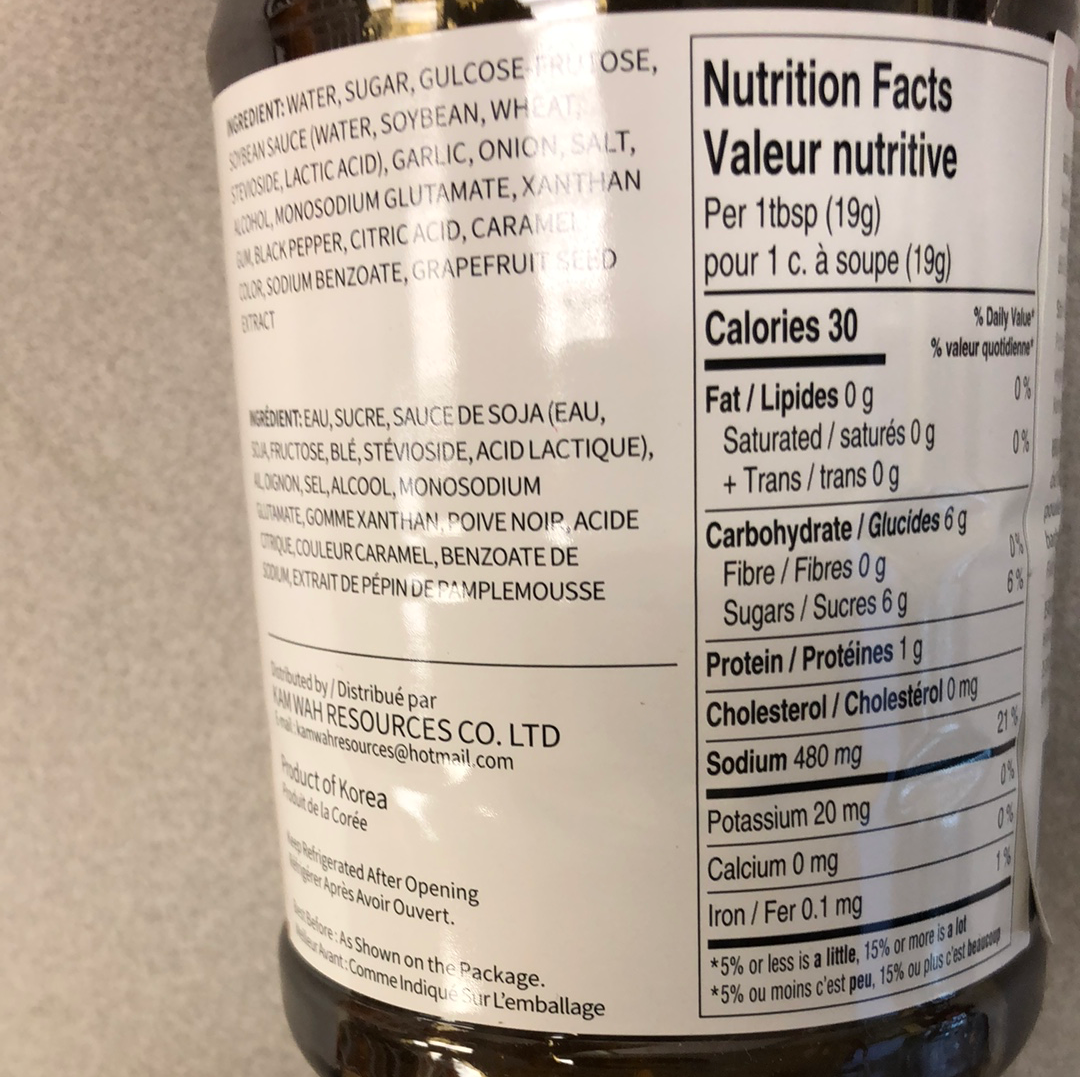 INGREDIENT: WATER, SUGAR, GULCOSE-FRUTOSE,
SOYBEAN SAUCE (WATER, SOYBEAN, WHEAT,
STEVIOSIDE, LACTIC ACID), GARLIC, ONION, SALT,
ALCOHOL, MONOSODIUM GLUTAMATE, XANTHAN
GUM, BLACK PEPPER, CITRIC ACID, CARAMEL
COLOR, SODIUM BENZOATE, GRAPEFRUIT SEED
EXTRACT
INGRÉDIENT: EAU, SUCRE, SAUCE DE SOJA (EAU,
SOJA, FRUCTOSE, BLÉ, STÉVIOSIDE, ACID LACTIQUE),
OIGNON, SEL, ALCOOL, MONOSODIUM
GLUTAMATE, GOMME XANTHAN, POIVE NOIR, ACIDE
CITRIQUE, COULEUR CARAMEL, BENZOATE DE
SODIUM, EXTRAIT DE PÉPIN DE PAMPLEMOUSSE
Distributed by / Distribué par
KAM WAH RESOURCES CO. LTD
kamwahresources@hotmail.com
Product of Korea
Produit de la Corée
Keep Refrigerated After Opening
Réfrigérer Après Avoir Ouvert.
Best Before : As Shown on the Package.
Meilleur Avant : Comme Indiqué Sur L'emballage
Nutrition Facts
Valeur nutritive
Per 1tbsp (19g)
pour 1 c. à soupe (19g)
Calories 30
% Daily Value*
% valeur quotidienne*
Fat / Lipides 0 g 0 %
Saturated / saturés 0 g 0 %
+ Trans / trans 0 g
Carbohydrate / Glucides 6 g
Fibre / Fibres 0 g 0 %
Sugars / Sucres 6 g 6 %
Protein / Protéines 1 g
Cholesterol / Cholestérol 0 mg
Sodium 480 mg 21 %
Potassium 20 mg 0 %
Calcium 0 mg 0 %
Iron / Fer 0.1 mg 1 %
*5% or less is a little, 15% or more is a lot
*5% ou moins c'est peu, 15% ou plus c'est beaucoup